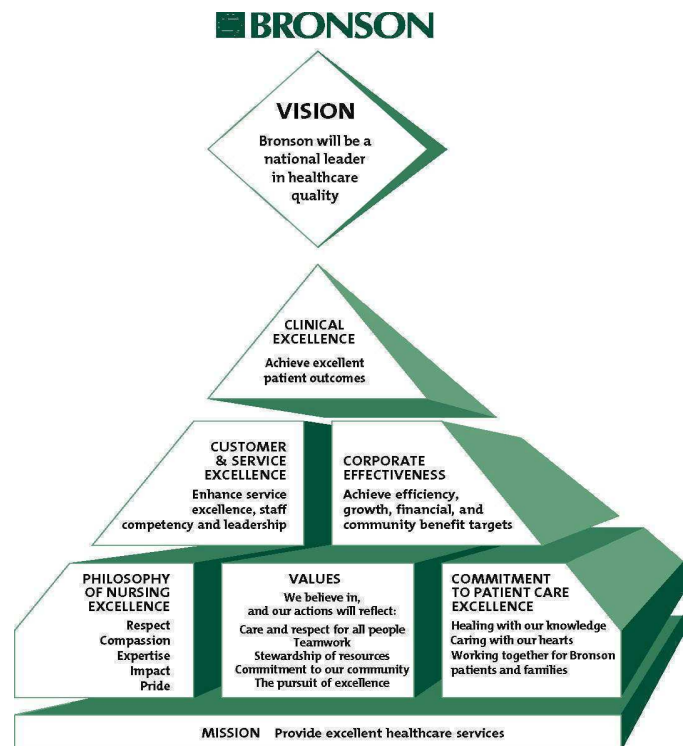 BRONSON
VISION
Bronson will be a
national leader
in healthcare
quality
CLINICAL
EXCELLENCE
Achieve excellent
patient outcomes
CUSTOMER
& SERVICE
EXCELLENCE
Enhance service
excellence, staff
competency and leadership
CORPORATE
EFFECTIVENESS
Achieve efficiency,
growth, financial, and
community benefit targets
PHILOSOPHY
OF NURSING
EXCELLENCE
Respect
Compassion
Expertise
Impact
Pride
VALUES
We believe in,
and our actions will reflect:
Care and respect for all people
Teamwork
Stewardship of resources
Commitment to our community
The pursuit of excellence
COMMITMENT
TO PATIENT CARE
EXCELLENCE
Healing with our knowledge
Caring with our hearts
Working together for Bronson
patients and families
MISSION Provide excellent healthcare services